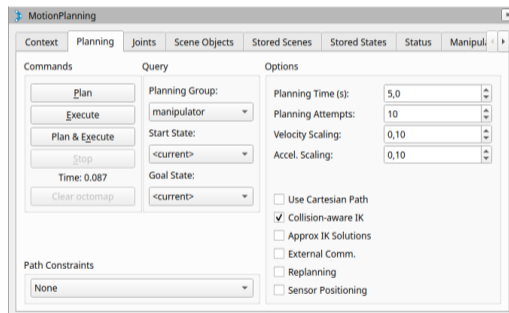 MotionPlanning
Context Planning Joints Scene Objects Stored Scenes Stored States Status
Commands
Plan
Execute
Plan & Execute
Stop
Time: 0.087
Clear octomap
Query
Planning Group:
manipulator
Start State:
<current>
Goal State:
<current>
Options
Planning Time (s): 5,0
Planning Attempts: 10
Velocity Scaling: 0,10
Accel. Scaling: 0,10
Use Cartesian Path
Collision-aware IK
Approx IK Solutions
External Comm.
Replanning
Sensor Positioning
Path Constraints
None